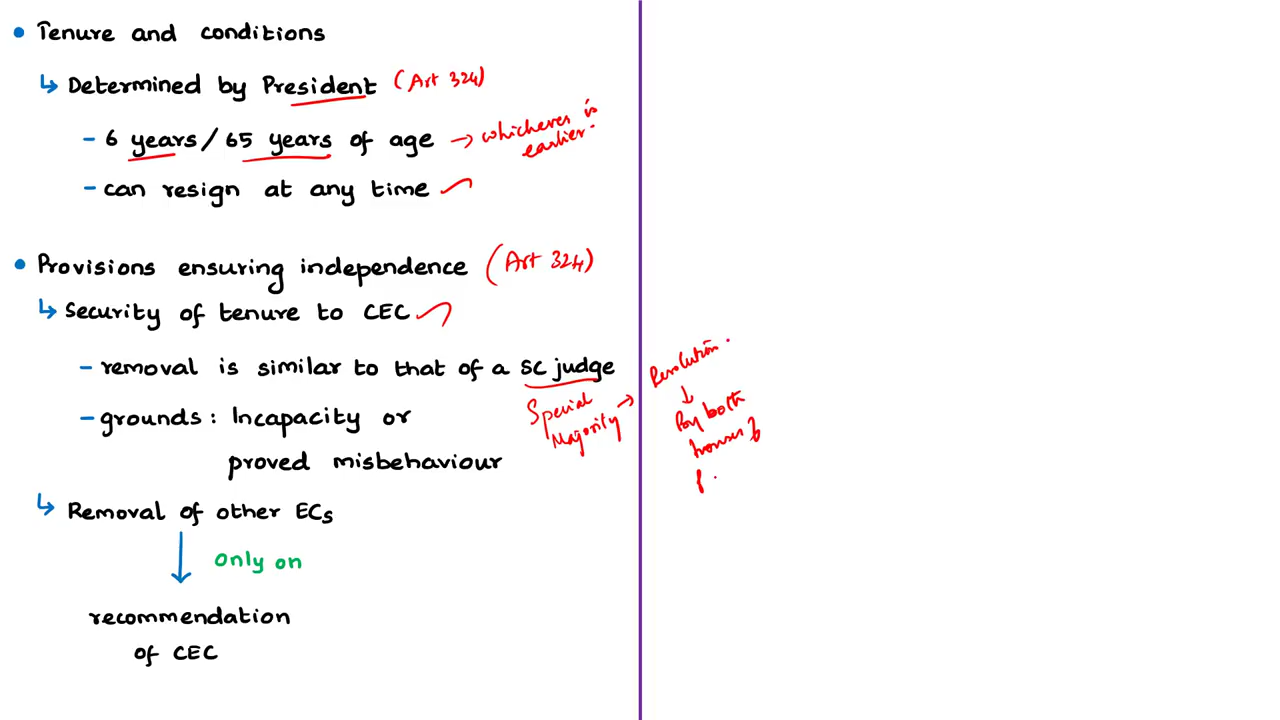 Tenure and conditions
↳ Determined by President (Art 324)
- 6 years / 65 years of age → whichever is earlier.
- can resign at any time
Provisions ensuring independence (Art 324)
↳ Security of tenure to CEC
- removal is similar to that of a SC judge
Special Majority → Resolution.
↓
By both
houses of
P.
- grounds: Incapacity or
proved misbehaviour
↳ Removal of other ECs
↓ only on
recommendation
of CEC